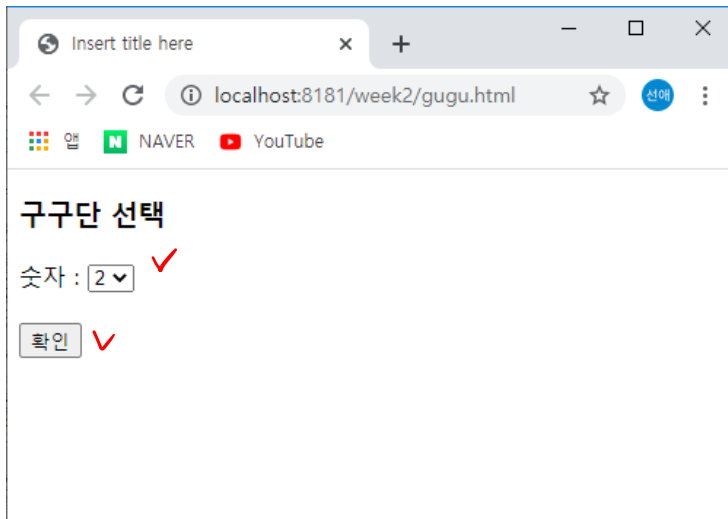 Insert title here
localhost:8181/week2/gugu.html
선애
앱 N NAVER YouTube
구구단 선택
숫자 : 2
확인